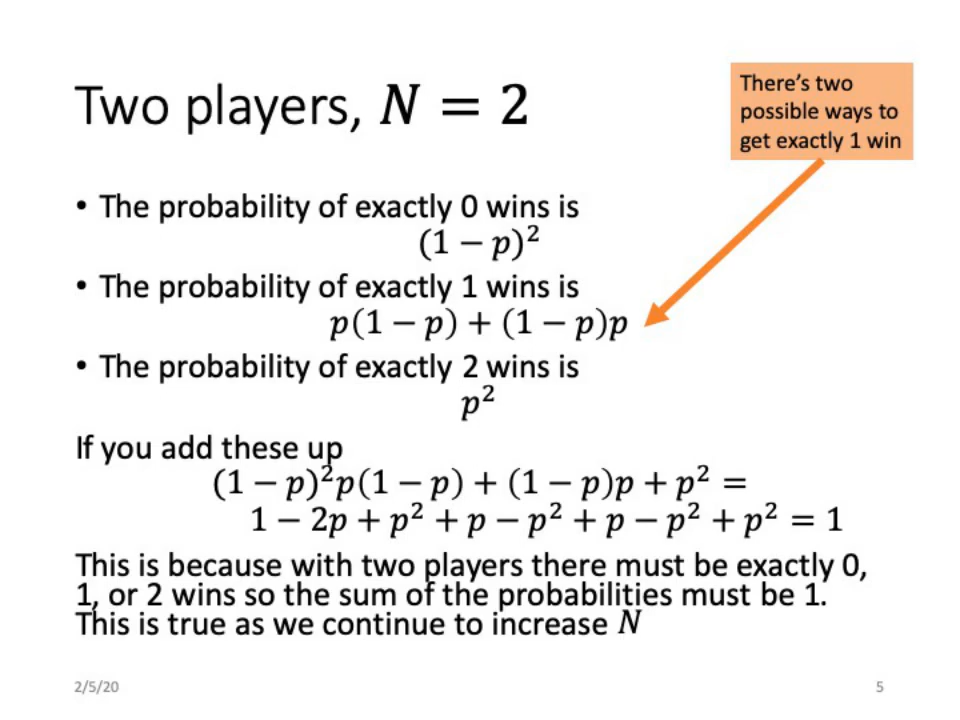 Two players, N = 2
There's two
possible ways to
get exactly 1 win
• The probability of exactly 0 wins is
(1 − p)²
• The probability of exactly 1 wins is
p(1 − p) + (1 − p)p
• The probability of exactly 2 wins is
p²
If you add these up
(1 − p)²p(1 − p) + (1 − p)p + p² =
1 − 2p + p² + p − p² + p − p² + p² = 1
This is because with two players there must be exactly 0,
1, or 2 wins so the sum of the probabilities must be 1.
This is true as we continue to increase N
2/5/20
5